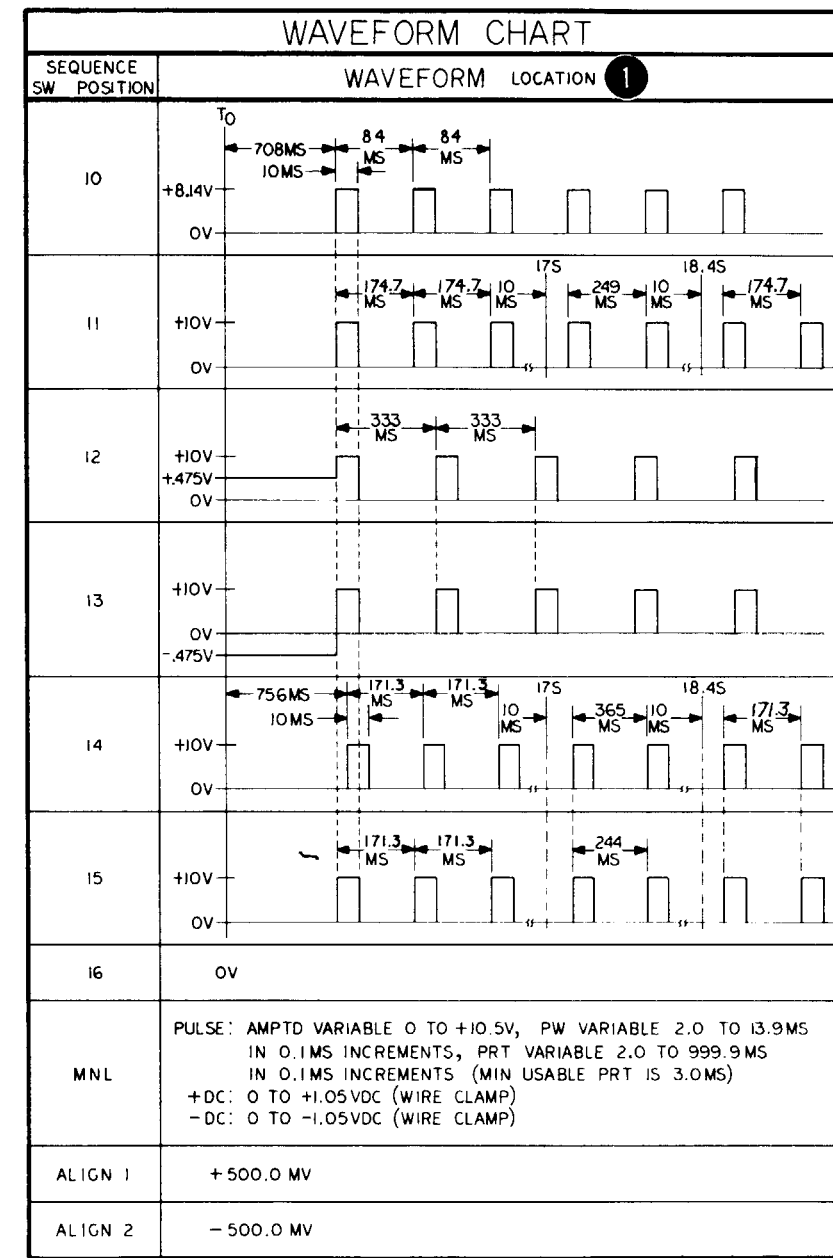 WAVEFORM CHART
SEQUENCE
SW POSITION
WAVEFORM LOCATION 1
10
T0
708MS
84
MS
84
MS
10MS
+8.14V
0V
11
17S
18.4S
174.7
MS
174.7
MS
10
MS
249
MS
10
MS
174.7
MS
+10V
0V
12
333
MS
333
MS
+10V
+.475V
0V
13
+10V
0V
-.475V
14
756MS
171.3
MS
171.3
MS
17S
18.4S
10MS
10
MS
365
MS
10
MS
171.3
MS
+10V
0V
15
171.3
MS
171.3
MS
244
MS
+10V
0V
16
0V
MNL
PULSE: AMPTD VARIABLE 0 TO +10.5V, PW VARIABLE 2.0 TO 13.9MS
IN 0.1MS INCREMENTS, PRT VARIABLE 2.0 TO 999.9MS
IN 0.1MS INCREMENTS (MIN USABLE PRT IS 3.0MS)
+DC: 0 TO +1.05VDC (WIRE CLAMP)
-DC: 0 TO -1.05VDC (WIRE CLAMP)
ALIGN 1
+500.0 MV
ALIGN 2
-500.0 MV